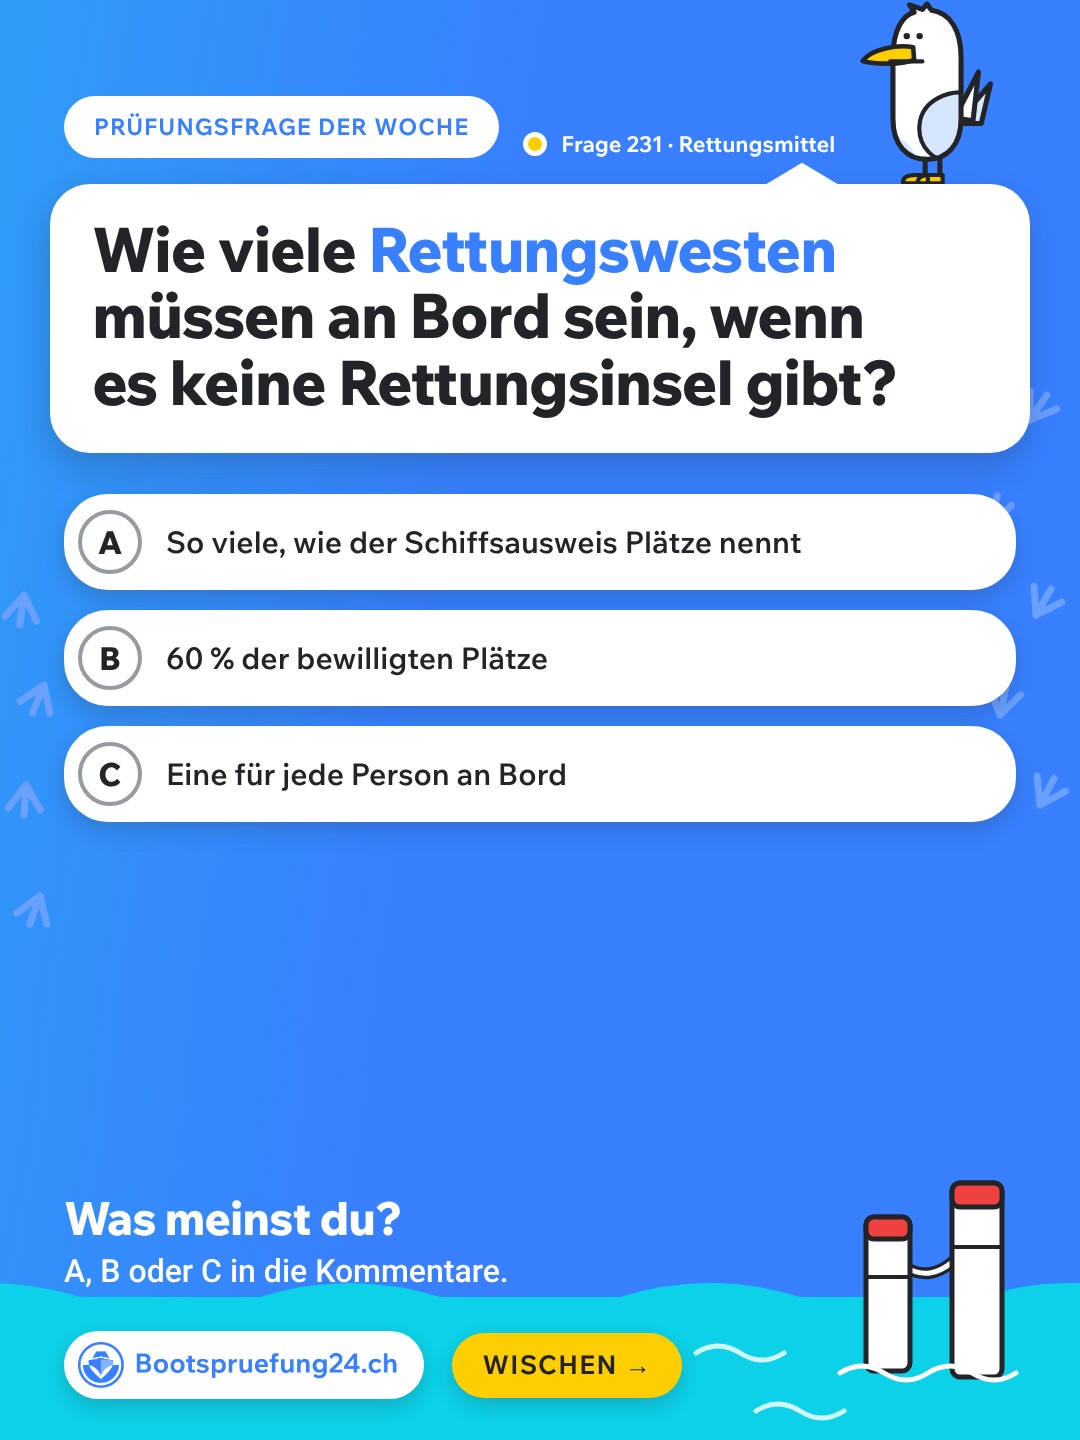 PRÜFUNGSFRAGE DER WOCHE
Frage 231 · Rettungsmittel
Wie viele Rettungswesten
müssen an Bord sein, wenn
es keine Rettungsinsel gibt?
A So viele, wie der Schiffsausweis Plätze nennt
B 60 % der bewilligten Plätze
C Eine für jede Person an Bord
Was meinst du?
A, B oder C in die Kommentare.
Bootspruefung24.ch
WISCHEN →